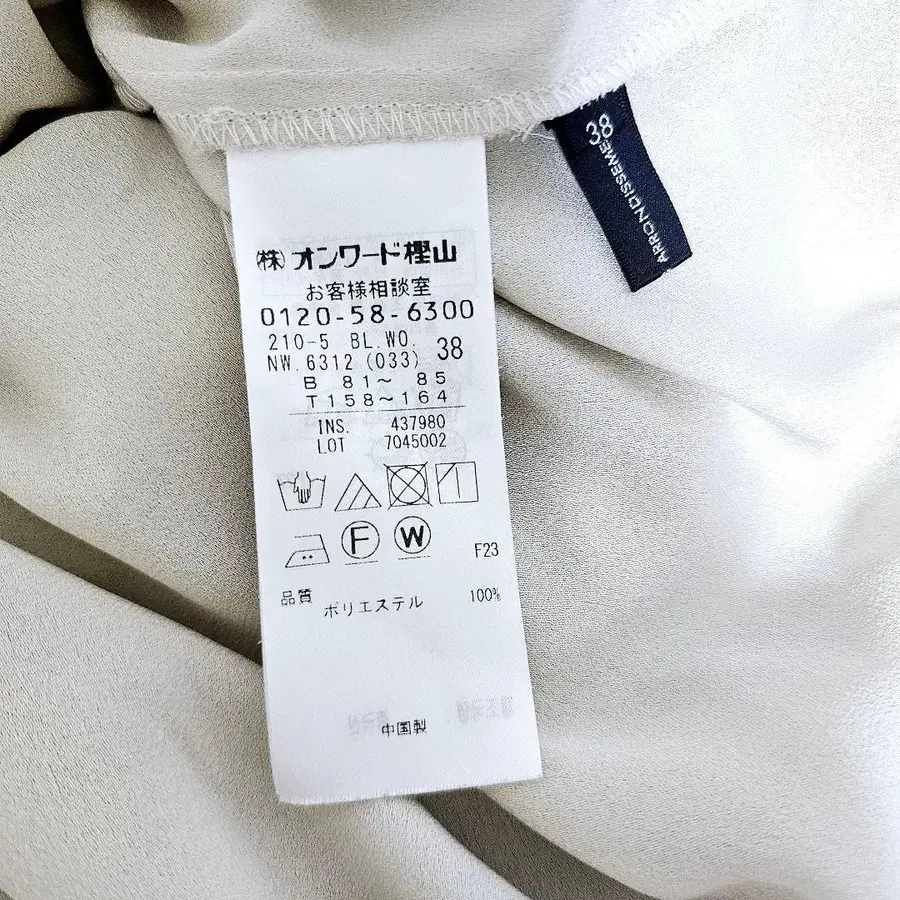 ㈱オンワード樫山
お客様相談室
0120-58-6300
210-5 BL.WO.
NW.6312 (033) 38
B 81～ 85
T158～164
INS. 437980
LOT 7045002
F W
F23
品質
ポリエステル 100%
中国製
38